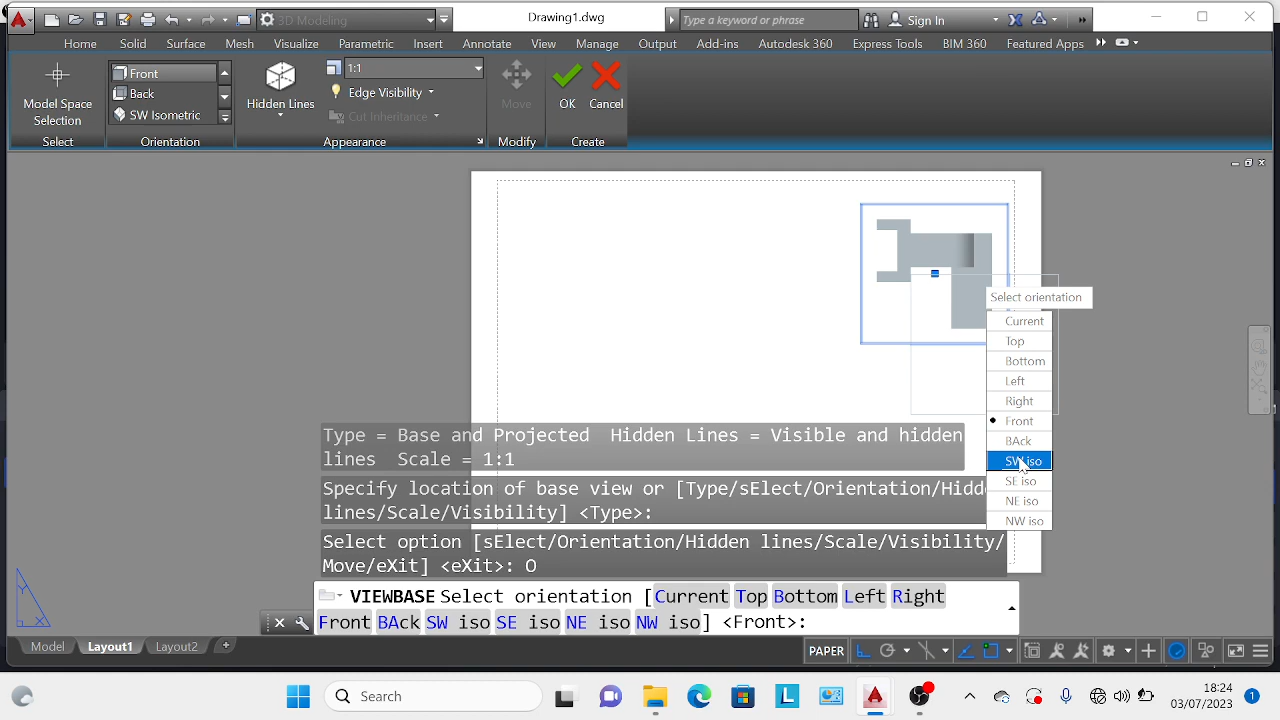 3D Modeling
Drawing1.dwg
Type a keyword or phrase
Sign In
Home Solid Surface Mesh Visualize Parametric Insert Annotate View Manage Output Add-ins Autodesk 360 Express Tools BIM 360 Featured Apps
Front
Back
SW Isometric
Model Space
Selection
Hidden Lines
1:1
Edge Visibility
Cut Inheritance
Move
OK
Cancel
Select
Orientation
Appearance
Modify
Create
Select orientation
Current
Top
Bottom
Left
Right
Front
BAck
SW iso
SE iso
NE iso
NW iso
Type = Base and Projected Hidden Lines = Visible and hidden
lines Scale = 1:1
Specify location of base view or [Type/sElect/Orientation/Hidd
lines/Scale/Visibility] <Type>:
Select option [sElect/Orientation/Hidden lines/Scale/Visibility/
Move/eXit] <eXit>: O
VIEWBASE Select orientation [Current Top Bottom Left Right
Front BAck SW iso SE iso NE iso NW iso] <Front>:
Model Layout1 Layout2 +
PAPER
Search
L
18:24
03/07/2023
1